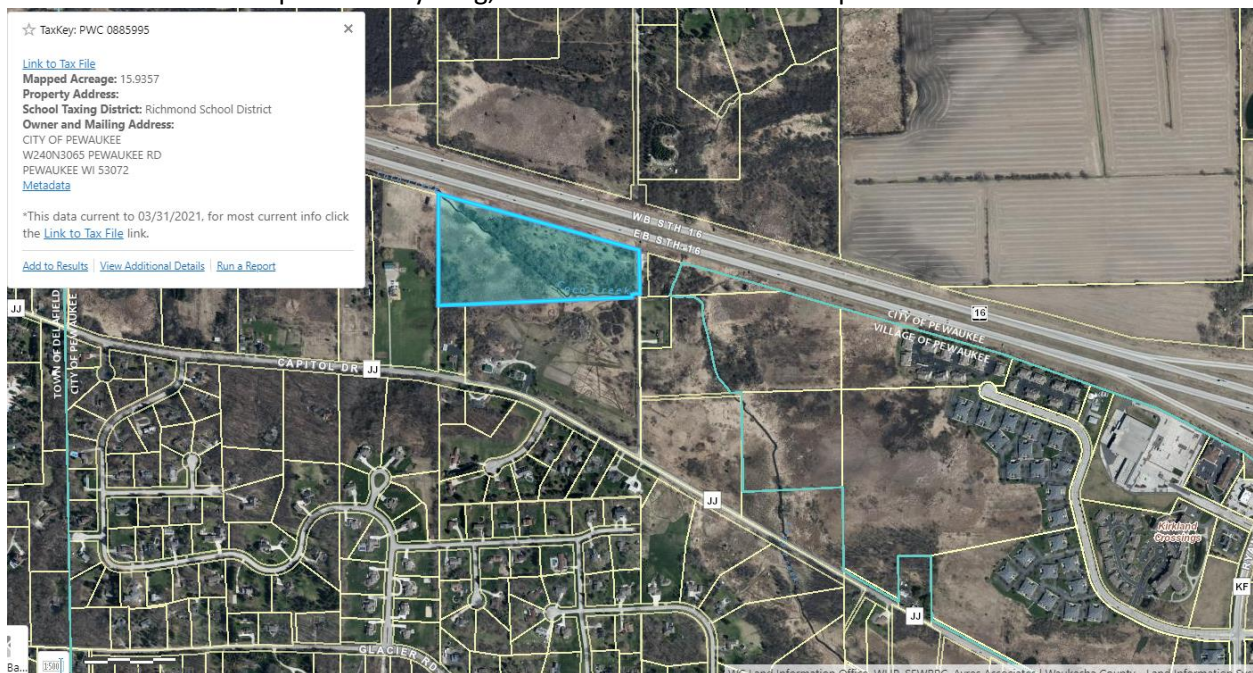 ☆ TaxKey: PWC 0885995
Link to Tax File
Mapped Acreage: 15.9357
Property Address:
School Taxing District: Richmond School District
Owner and Mailing Address:
CITY OF PEWAUKEE
W240N3065 PEWAUKEE RD
PEWAUKEE WI 53072
Metadata
*This data current to 03/31/2021, for most current info click
the Link to Tax File link.
Add to Results | View Additional Details | Run a Report
WB STH 16
EB STH 16
16
CITY OF PEWAUKEE
VILLAGE OF PEWAUKEE
JJ
TOWN OF DELAFIELD
CITY OF PEWAUKEE
CAPITOL DR
JJ
JJ
Kirkland
Crossings
KF
JJ
GLACIER RD
Ba...